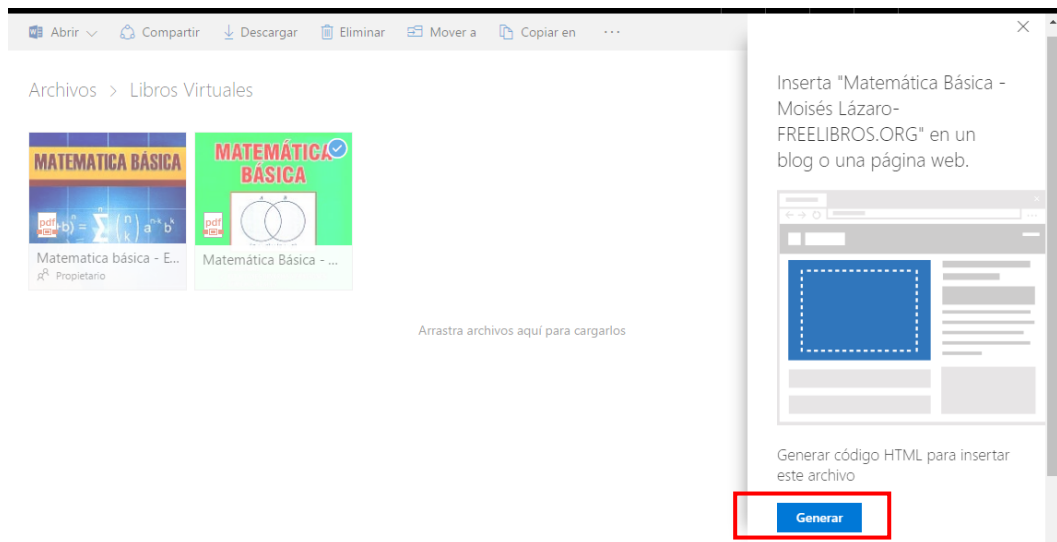 Abrir Compartir Descargar Eliminar Mover a Copiar en ...
Archivos > Libros Virtuales
MATEMATICA BÁSICA
pdf +b)ⁿ = Σ (n k) aⁿ⁻ᵏ bᵏ
Matematica básica - E...
Propietario
MATEMÁTICA
BÁSICA
A B
pdf
Matemática Básica - ...
Arrastra archivos aquí para cargarlos
Inserta "Matemática Básica -
Moisés Lázaro-
FREELIBROS.ORG" en un
blog o una página web.
Generar código HTML para insertar
este archivo
Generar